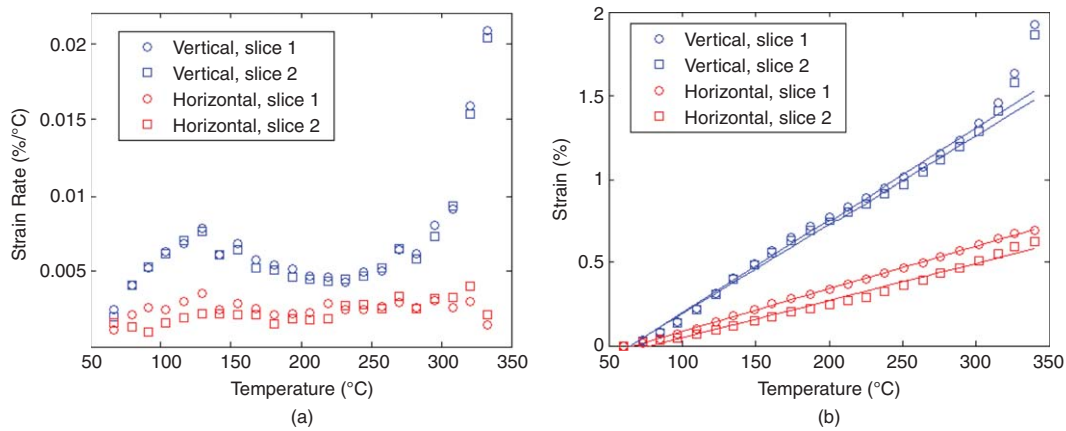 0.02
0.015
0.01
0.005
Strain Rate (%/°C)
Vertical, slice 1
Vertical, slice 2
Horizontal, slice 1
Horizontal, slice 2
50 100 150 200 250 300 350
Temperature (°C)
(a)
2
1.5
1
0.5
0
Strain (%)
Vertical, slice 1
Vertical, slice 2
Horizontal, slice 1
Horizontal, slice 2
50 100 150 200 250 300 350
Temperature (°C)
(b)